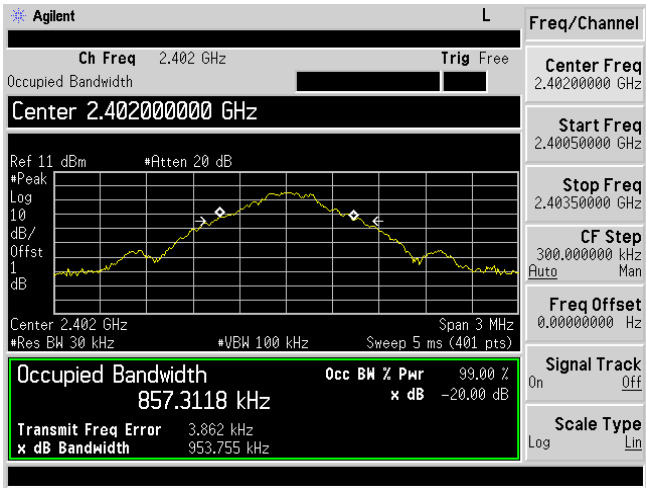 Agilent
L
Ch Freq 2.402 GHz Trig Free
Occupied Bandwidth
Center 2.402000000 GHz
Ref 11 dBm #Atten 20 dB
#Peak
Log
10
dB/
Offst
1
dB
Center 2.402 GHz Span 3 MHz
#Res BW 30 kHz #VBW 100 kHz Sweep 5 ms (401 pts)
Occupied Bandwidth Occ BW % Pwr 99.00 %
857.3118 kHz x dB -20.00 dB
Transmit Freq Error 3.862 kHz
x dB Bandwidth 953.755 kHz
Freq/Channel
Center Freq
2.40200000 GHz
Start Freq
2.40050000 GHz
Stop Freq
2.40350000 GHz
CF Step
300.000000 kHz
Auto Man
Freq Offset
0.00000000 Hz
Signal Track
On Off
Scale Type
Log Lin